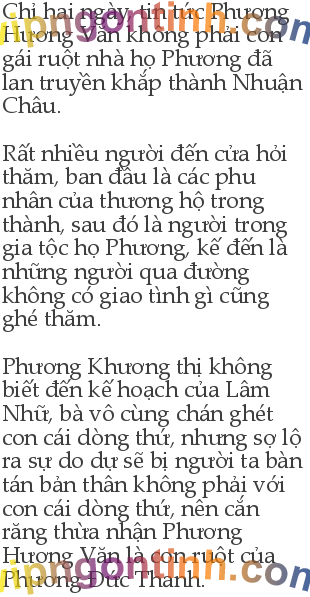 Chỉ hai ngày, tin tức Phương
Hương Vân không phải con
gái ruột nhà họ Phương đã
lan truyền khắp thành Nhuận
Châu.
Rất nhiều người đến cửa hỏi
thăm, ban đầu là các phu
nhân của thương hộ trong
thành, sau đó là người trong
gia tộc họ Phương, kế đến là
những người qua đường
không có giao tình gì cũng
ghé thăm.
Phương Khương thị không
biết đến kế hoạch của Lâm
Nhữ, bà vô cùng chán ghét
con cái dòng thứ, nhưng sợ lộ
ra sự do dự sẽ bị người ta bàn
tán bản thân không phải với
con cái dòng thứ, nên cắn
răng thừa nhận Phương
Hương Văn là con ruột của
Phương Đức Thanh.
vipngontinh.com
vipngontinh.com